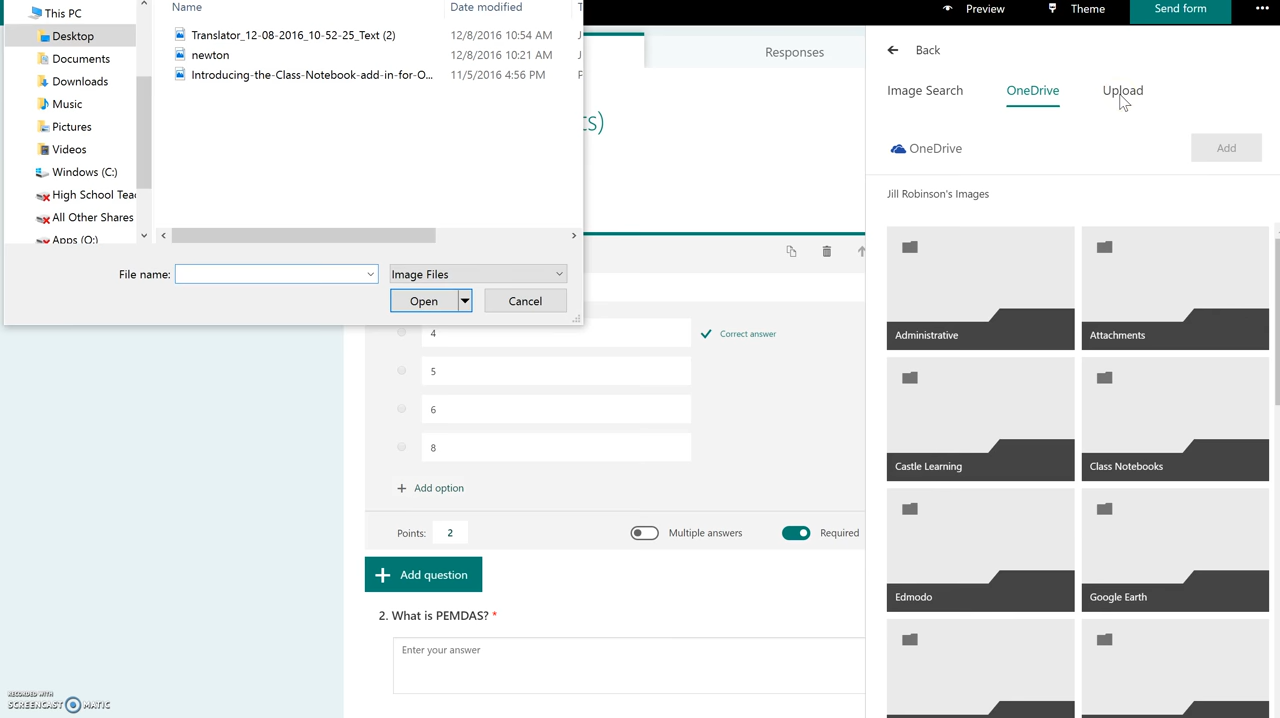 This PC
Desktop
Documents
Downloads
Music
Pictures
Videos
Windows (C:)
High School Tea
All Other Shares
Apps (O:)
Name
Date modified
Translator_12-08-2016_10-52-25_Text (2)
12/8/2016 10:54 AM
newton
12/8/2016 10:21 AM
Introducing-the-Class-Notebook-add-in-for-O...
11/5/2016 4:56 PM
File name:
Image Files
Open
Cancel
Preview
Theme
Send form
Responses
cs)
4
Correct answer
5
6
8
Add option
Points: 2
Multiple answers
Required
Add question
2. What is PEMDAS? *
Enter your answer
Back
Image Search
OneDrive
Upload
OneDrive
Add
Jill Robinson's Images
Administrative
Attachments
Castle Learning
Class Notebooks
Edmodo
Google Earth
RECORDED WITH
SCREENCAST MATIC